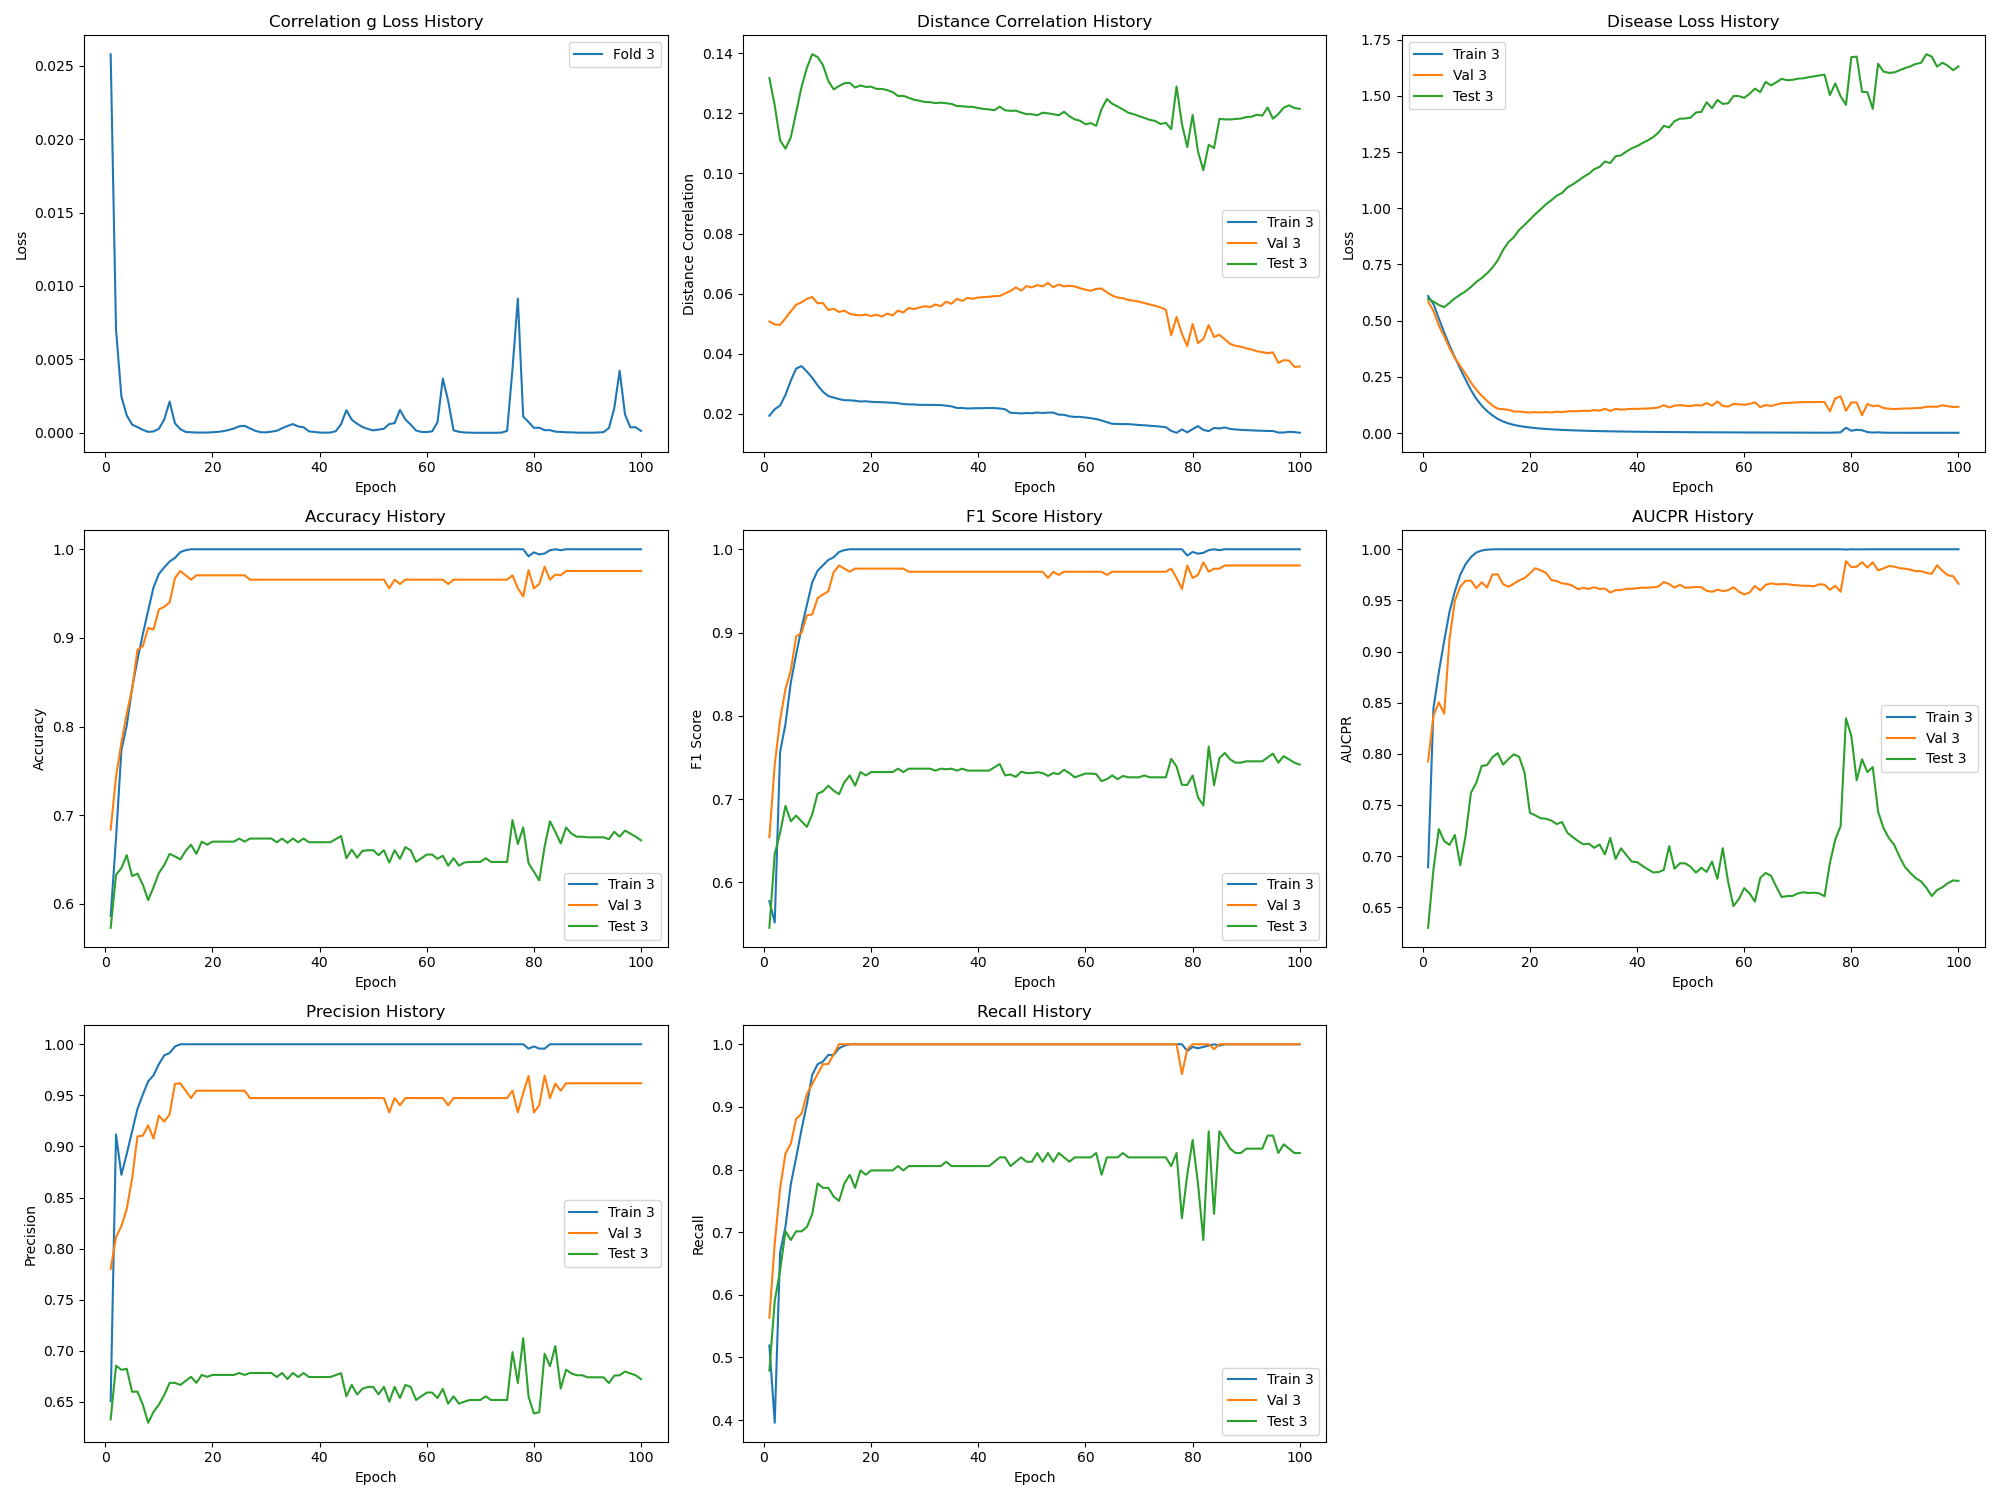 Correlation g Loss History
Loss
0.025
0.020
0.015
0.010
0.005
0.000
Fold 3
0 20 40 60 80 100
Epoch
Distance Correlation History
Distance Correlation
0.14
0.12
0.10
0.08
0.06
0.04
0.02
Train 3
Val 3
Test 3
0 20 40 60 80 100
Epoch
Disease Loss History
Loss
1.75
1.50
1.25
1.00
0.75
0.50
0.25
0.00
Train 3
Val 3
Test 3
0 20 40 60 80 100
Epoch
Accuracy History
Accuracy
1.0
0.9
0.8
0.7
0.6
Train 3
Val 3
Test 3
0 20 40 60 80 100
Epoch
F1 Score History
F1 Score
1.0
0.9
0.8
0.7
0.6
Train 3
Val 3
Test 3
0 20 40 60 80 100
Epoch
AUCPR History
AUCPR
1.00
0.95
0.90
0.85
0.80
0.75
0.70
0.65
Train 3
Val 3
Test 3
0 20 40 60 80 100
Epoch
Precision History
Precision
1.00
0.95
0.90
0.85
0.80
0.75
0.70
0.65
Train 3
Val 3
Test 3
0 20 40 60 80 100
Epoch
Recall History
Recall
1.0
0.9
0.8
0.7
0.6
0.5
0.4
Train 3
Val 3
Test 3
0 20 40 60 80 100
Epoch